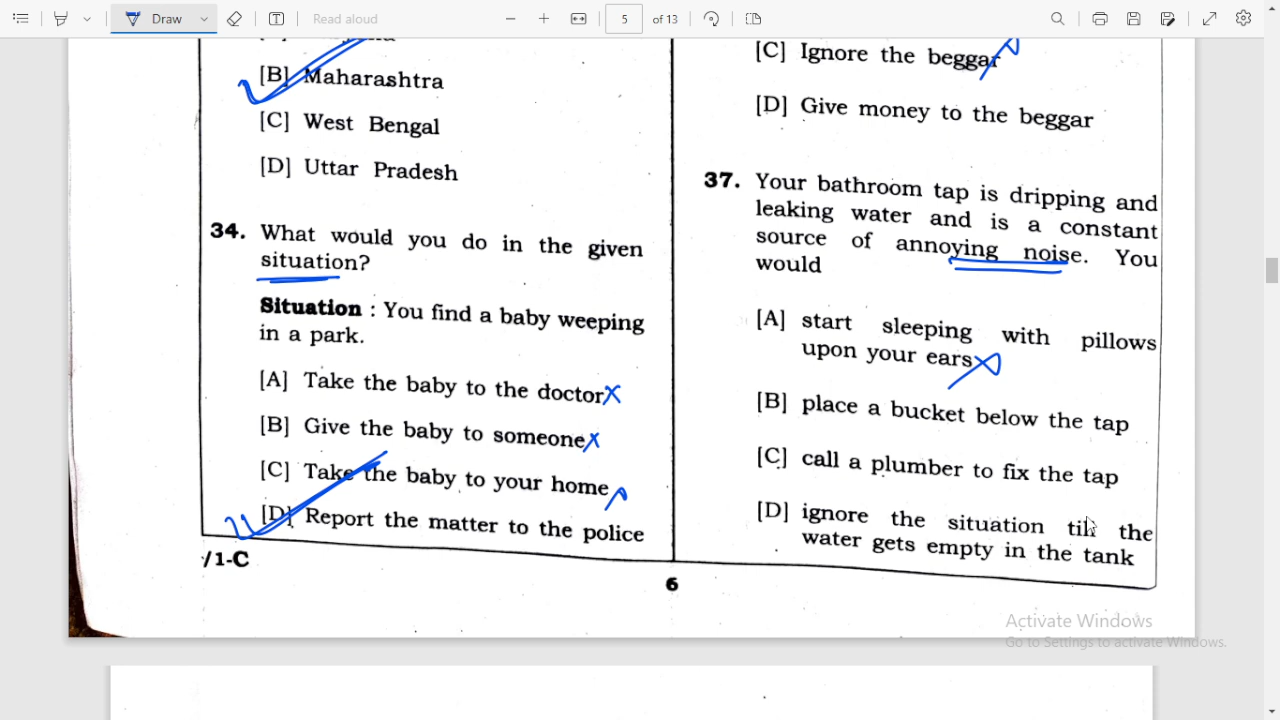 Draw
Read aloud
5
of 13
[B] Maharashtra
[C] West Bengal
[D] Uttar Pradesh
34. What would you do in the given
situation?
Situation : You find a baby weeping
in a park.
[A] Take the baby to the doctor
[B] Give the baby to someone
[C] Take the baby to your home
[D] Report the matter to the police
/1-C
[C] Ignore the beggar
[D] Give money to the beggar
37. Your bathroom tap is dripping and
leaking water and is a constant
source of annoying noise. You
would
[A] start sleeping with pillows
upon your ears
[B] place a bucket below the tap
[C] call a plumber to fix the tap
[D] ignore the situation till the
water gets empty in the tank
6
Activate Windows
Go to Settings to activate Windows.